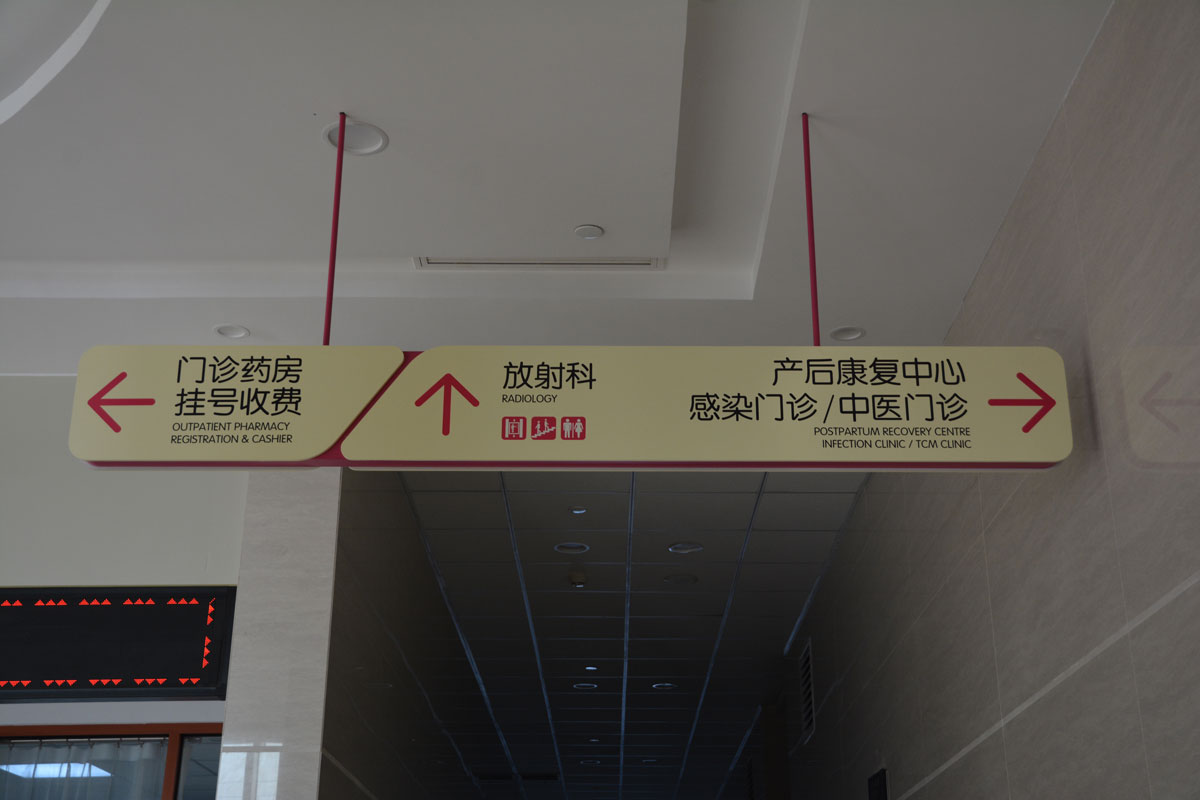 门诊药房
挂号收费
OUTPATIENT PHARMACY
REGISTRATION & CASHIER
放射科
RADIOLOGY
产后康复中心
感染门诊/中医门诊
POSTPARTUM RECOVERY CENTRE
INFECTION CLINIC / TCM CLINIC